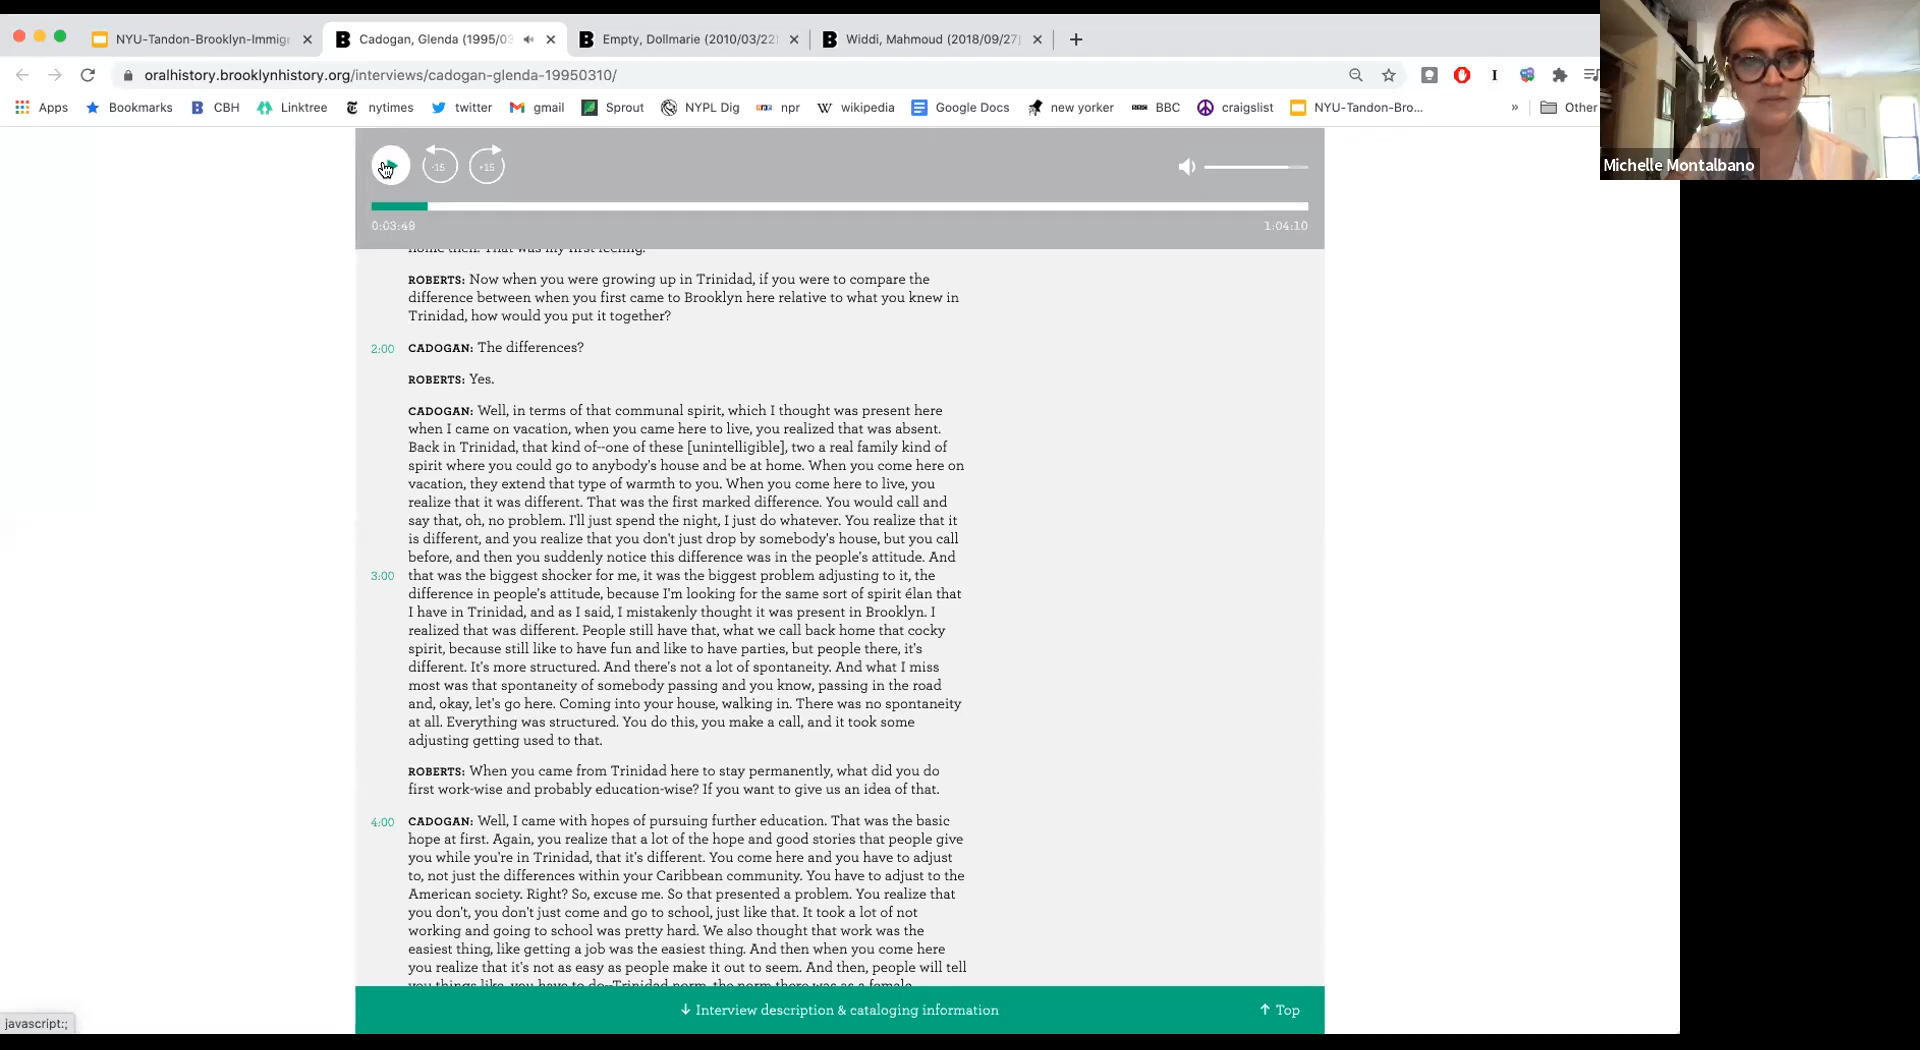 NYU-Tandon-Brooklyn-Immig
Cadogan, Glenda (1995/03
Empty, Dollmarie (2010/03/22)
Widdi, Mahmoud (2018/09/27)
oralhistory.brooklynhistory.org/interviews/cadogan-glenda-19950310/
Apps Bookmarks CBH Linktree nytimes twitter gmail Sprout NYPL Dig npr wikipedia Google Docs new yorker BBC craigslist NYU-Tandon-Bro... » Other
Michelle Montalbano
-15 +15
0:03:49 1:04:10
home then. That was my first feeling.
ROBERTS: Now when you were growing up in Trinidad, if you were to compare the
difference between when you first came to Brooklyn here relative to what you knew in
Trinidad, how would you put it together?
2:00 CADOGAN: The differences?
ROBERTS: Yes.
CADOGAN: Well, in terms of that communal spirit, which I thought was present here
when I came on vacation, when you came here to live, you realized that was absent.
Back in Trinidad, that kind of--one of these [unintelligible], two a real family kind of
spirit where you could go to anybody's house and be at home. When you come here on
vacation, they extend that type of warmth to you. When you come here to live, you
realize that it was different. That was the first marked difference. You would call and
say that, oh, no problem. I'll just spend the night, I just do whatever. You realize that it
is different, and you realize that you don't just drop by somebody's house, but you call
before, and then you suddenly notice this difference was in the people's attitude. And
3:00 that was the biggest shocker for me, it was the biggest problem adjusting to it, the
difference in people's attitude, because I'm looking for the same sort of spirit élan that
I have in Trinidad, and as I said, I mistakenly thought it was present in Brooklyn. I
realized that was different. People still have that, what we call back home that cocky
spirit, because still like to have fun and like to have parties, but people there, it's
different. It's more structured. And there's not a lot of spontaneity. And what I miss
most was that spontaneity of somebody passing and you know, passing in the road
and, okay, let's go here. Coming into your house, walking in. There was no spontaneity
at all. Everything was structured. You do this, you make a call, and it took some
adjusting getting used to that.
ROBERTS: When you came from Trinidad here to stay permanently, what did you do
first work-wise and probably education-wise? If you want to give us an idea of that.
4:00 CADOGAN: Well, I came with hopes of pursuing further education. That was the basic
hope at first. Again, you realize that a lot of the hope and good stories that people give
you while you're in Trinidad, that it's different. You come here and you have to adjust
to, not just the differences within your Caribbean community. You have to adjust to the
American society. Right? So, excuse me. So that presented a problem. You realize that
you don't, you don't just come and go to school, just like that. It took a lot of not
working and going to school was pretty hard. We also thought that work was the
easiest thing, like getting a job was the easiest thing. And then when you come here
you realize that it's not as easy as people make it out to seem. And then, people will tell
you things like, you have to do--Trinidad norm, the norm there was as a female
↓ Interview description & cataloging information ↑ Top
javascript:;